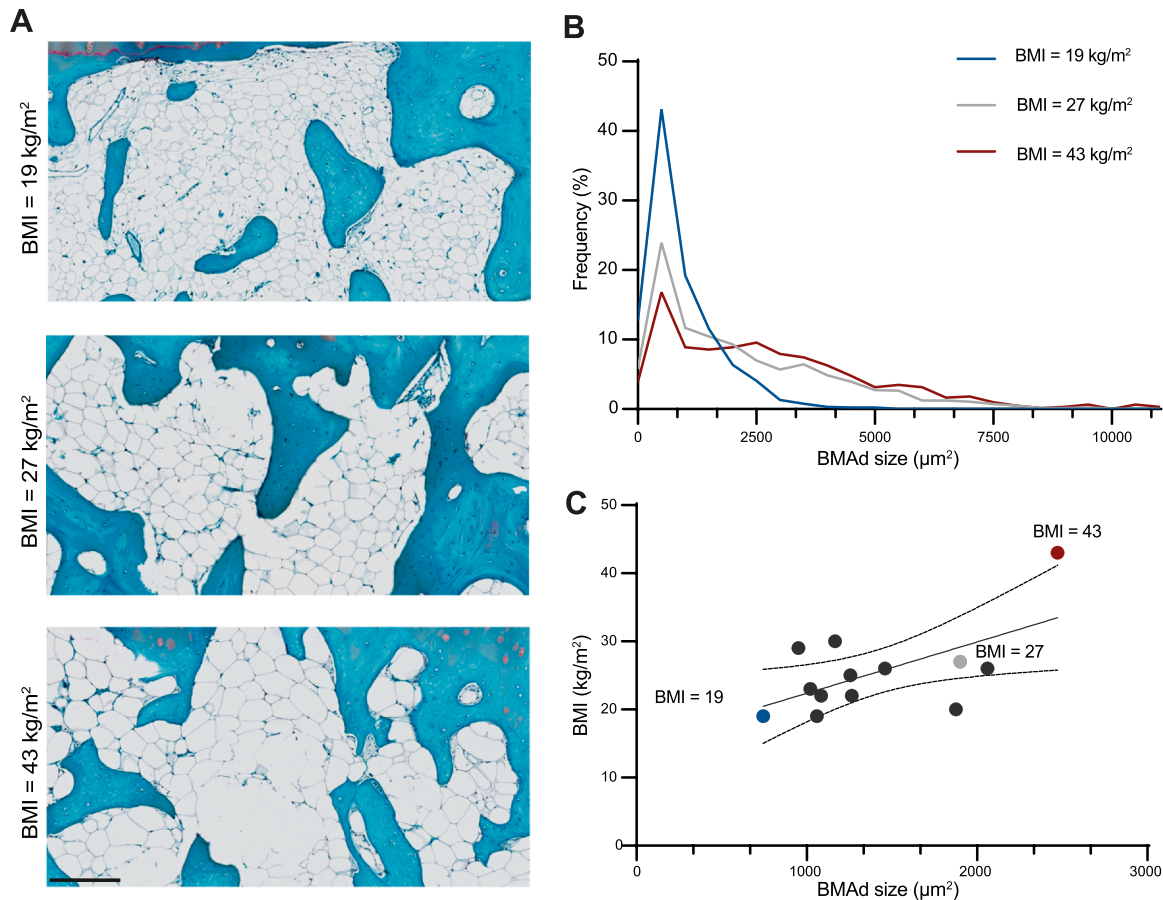 A
BMI = 19 kg/m²
BMI = 27 kg/m²
BMI = 43 kg/m²
B
BMI = 19 kg/m²
BMI = 27 kg/m²
BMI = 43 kg/m²
Frequency (%)
50
40
30
20
10
0
0 2500 5000 7500 10000
BMAd size (µm²)
C
BMI (kg/m²)
50
40
30
20
10
0
BMI = 43
BMI = 27
BMI = 19
0 1000 2000 3000
BMAd size (µm²)